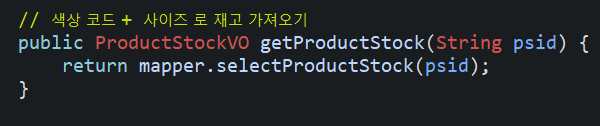 // 색상 코드 + 사이즈 로 재고 가져오기
public ProductStockVO getProductStock(String psid) {
    return mapper.selectProductStock(psid);
}